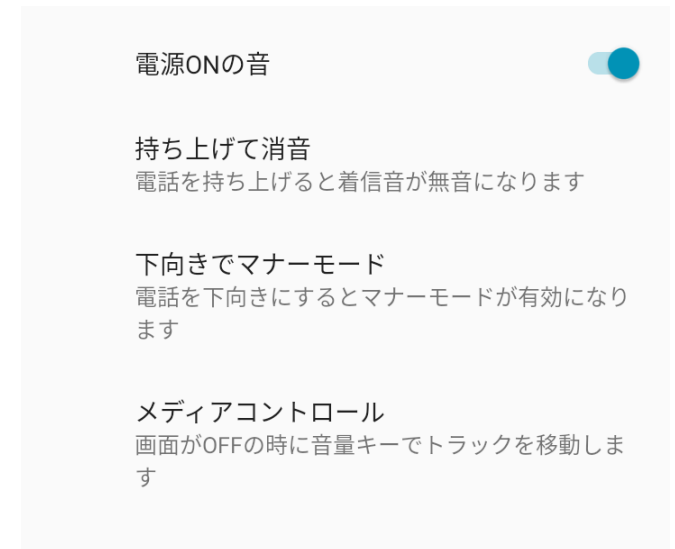 電源ONの音
持ち上げて消音
電話を持ち上げると着信音が無音になります
下向きでマナーモード
電話を下向きにするとマナーモードが有効になり
ます
メディアコントロール
画面がOFFの時に音量キーでトラックを移動しま
す